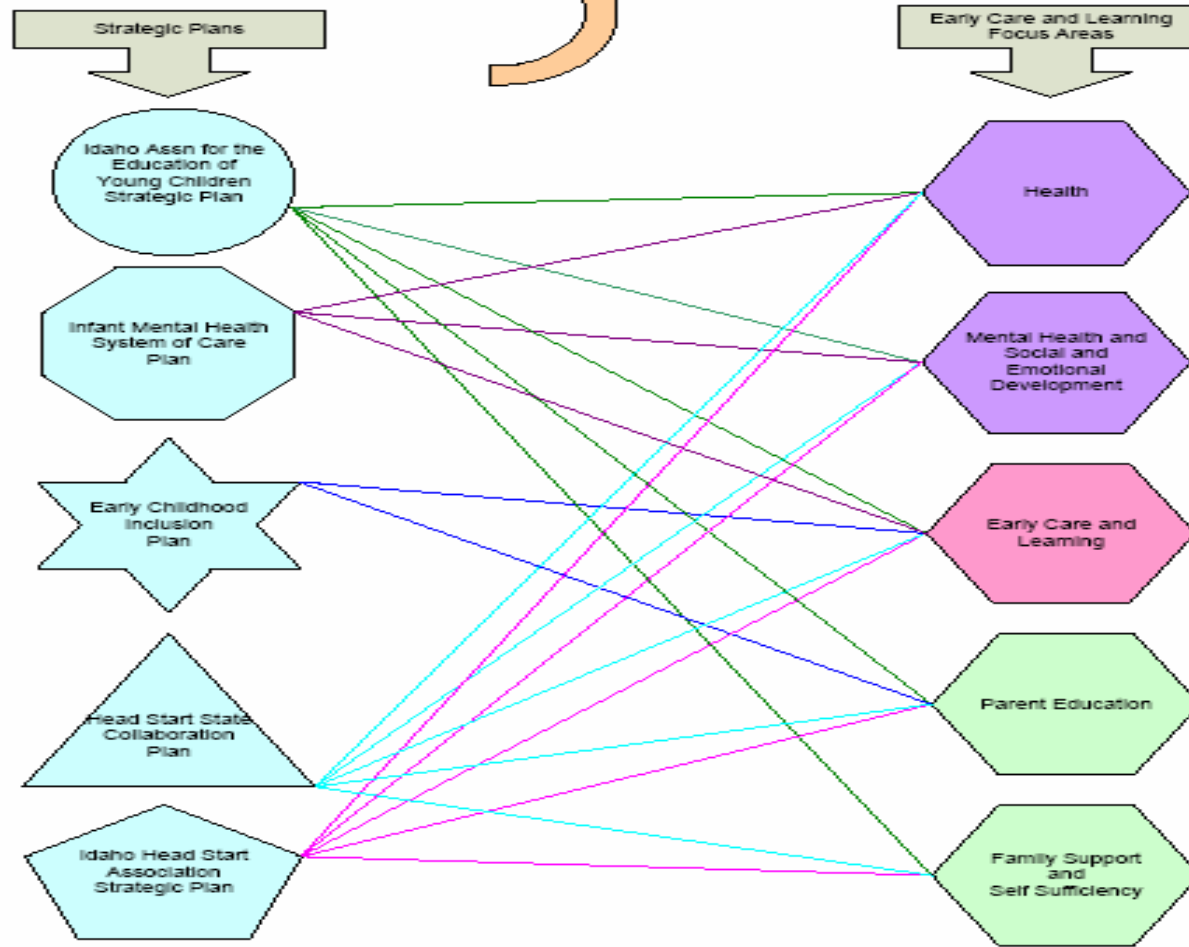 Strategic Plans
Early Care and Learning
Focus Areas
Idaho Assn for the
Education of
Young Children
Strategic Plan
Health
Infant Mental Health
System of Care
Plan
Mental Health and
Social and
Emotional
Development
Early Childhood
Inclusion
Plan
Early Care and
Learning
Head Start State
Collaboration
Plan
Parent Education
Idaho Head Start
Association
Strategic Plan
Family Support
and
Self Sufficiency